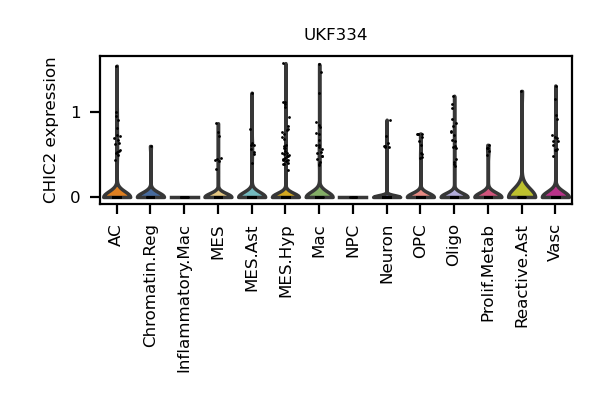 UKF334
CHIC2 expression
1
0
AC
Chromatin.Reg
Inflammatory.Mac
MES
MES.Ast
MES.Hyp
Mac
NPC
Neuron
OPC
Oligo
Prolif.Metab
Reactive.Ast
Vasc